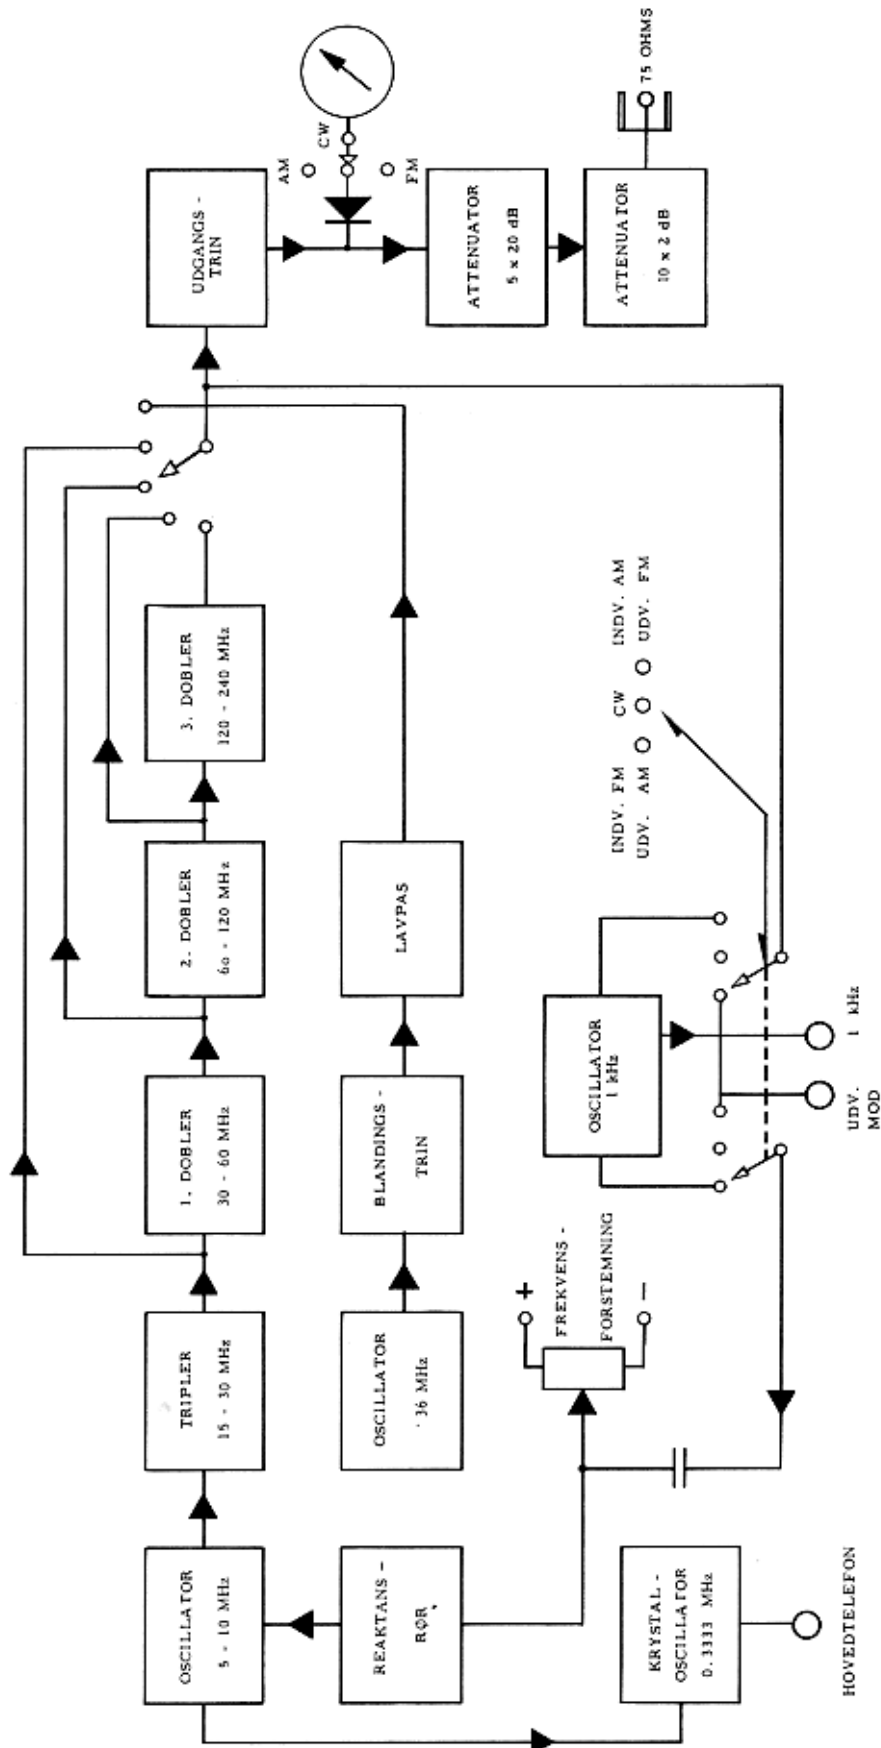 OSCILLATOR
5 - 10 MHz
TRIPLER
15 - 30 MHz
1. DOBLER
30 - 60 MHz
2. DOBLER
60 - 120 MHz
3. DOBLER
120 - 240 MHz
UDGANGS -
TRIN
AM
CW
FM
REAKTANS -
RØR
OSCILLATOR
36 MHz
BLANDINGS -
TRIN
LAVPAS
ATTENUATOR
5 x 20 dB
ATTENUATOR
10 x 2 dB
75 OHMS
+
FREKVENS -
FORSTEMNING
-
OSCILLATOR
1 kHz
INDV. FM
UDV. AM
CW
INDV. AM
UDV. FM
KRYSTAL -
OSCILLATOR
0.3333 MHz
HOVEDTELEFON
UDV.
MOD
1 kHz